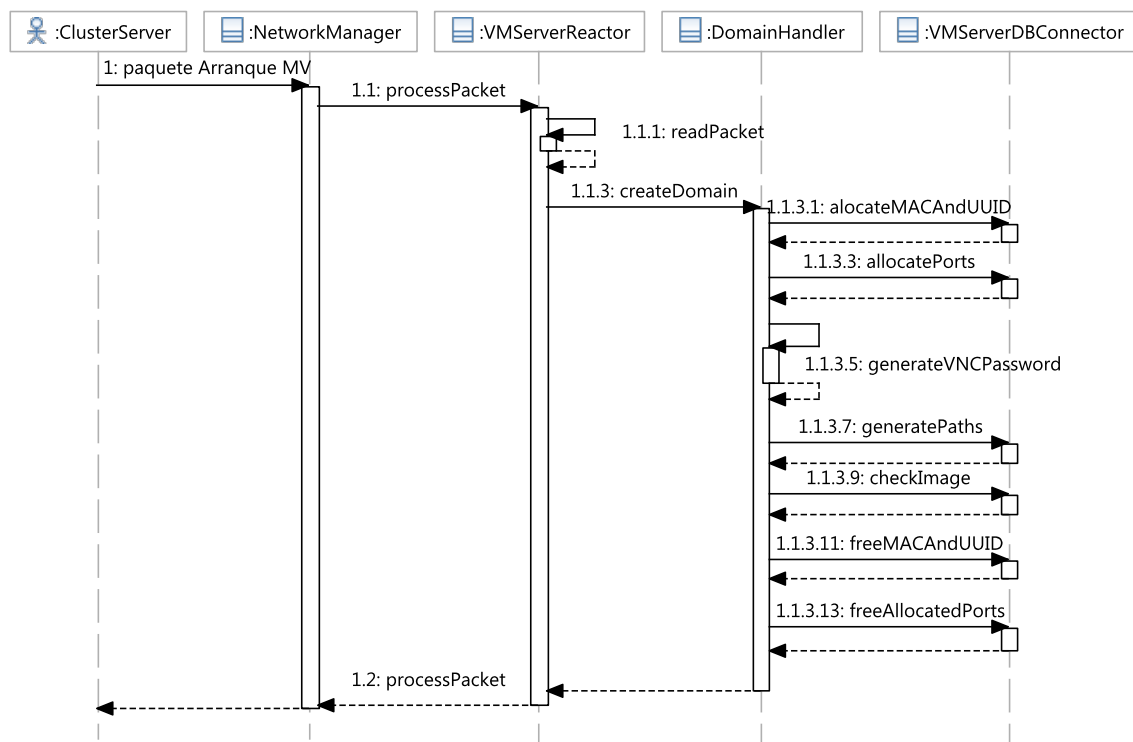 :ClusterServer
:NetworkManager
:VMServerReactor
:DomainHandler
:VMServerDBConnector
1: paquete Arranque MV
1.1: processPacket
1.1.1: readPacket
1.1.3: createDomain
1.1.3.1: alocateMACAndUUID
1.1.3.3: allocatePorts
1.1.3.5: generateVNCPassword
1.1.3.7: generatePaths
1.1.3.9: checkImage
1.1.3.11: freeMACAndUUID
1.1.3.13: freeAllocatedPorts
1.2: processPacket